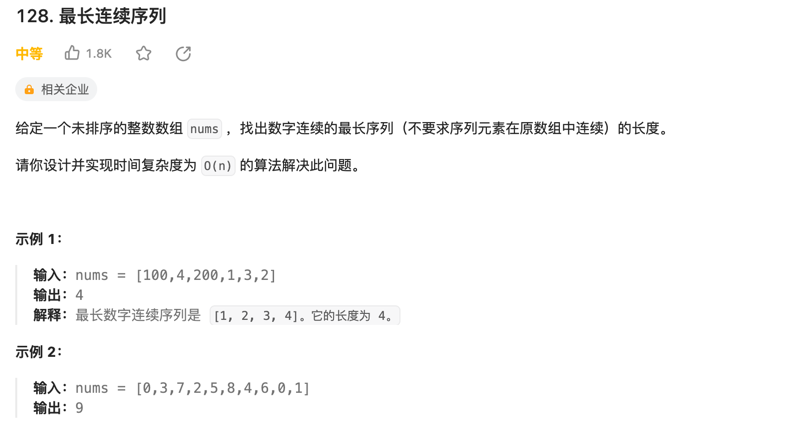 128. 最长连续序列
中等 1.8K
相关企业
给定一个未排序的整数数组 nums ，找出数字连续的最长序列（不要求序列元素在原数组中连续）的长度。
请你设计并实现时间复杂度为 O(n) 的算法解决此问题。
示例 1：
输入：nums = [100,4,200,1,3,2]
输出：4
解释：最长数字连续序列是 [1, 2, 3, 4]。它的长度为 4。
示例 2：
输入：nums = [0,3,7,2,5,8,4,6,0,1]
输出：9